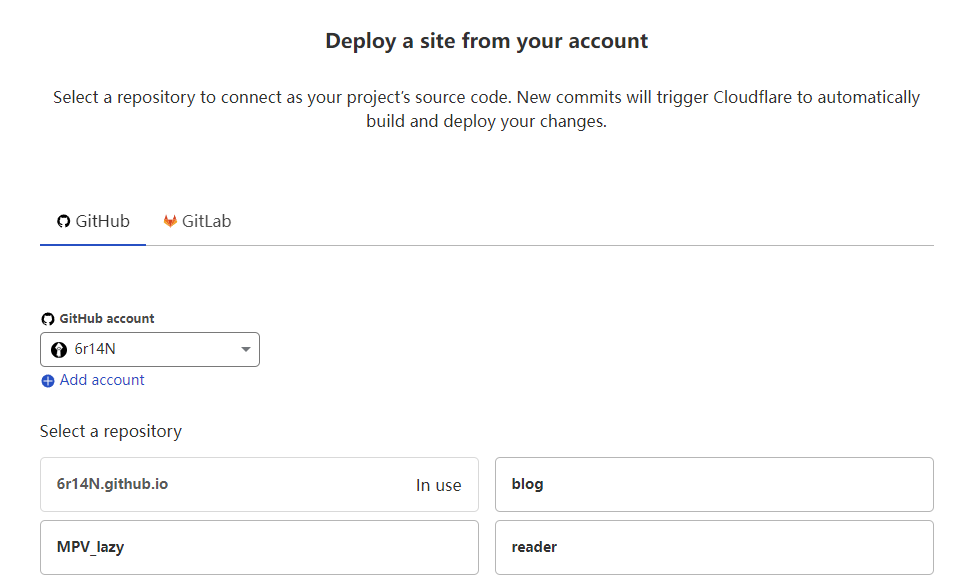 Deploy a site from your account
Select a repository to connect as your project's source code. New commits will trigger Cloudflare to automatically
build and deploy your changes.
GitHub
GitLab
GitHub account
6r14N
Add account
Select a repository
6r14N.github.io
In use
blog
MPV_lazy
reader